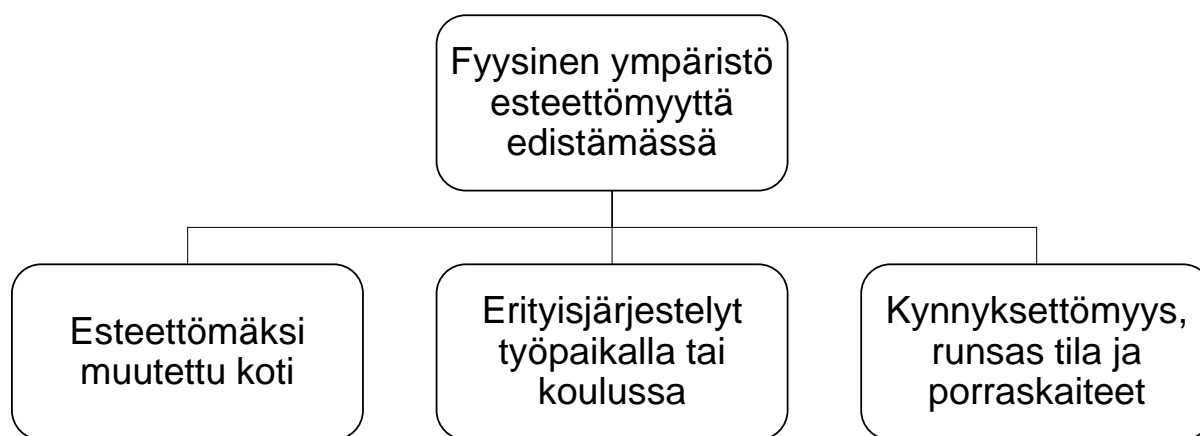 Fyysinen ympäristö
esteettömyyttä
edistämässä
Esteettömäksi
muutettu koti
Erityisjärjestelyt
työpaikalla tai
koulussa
Kynnyksettömyys,
runsas tila ja
porraskaiteet